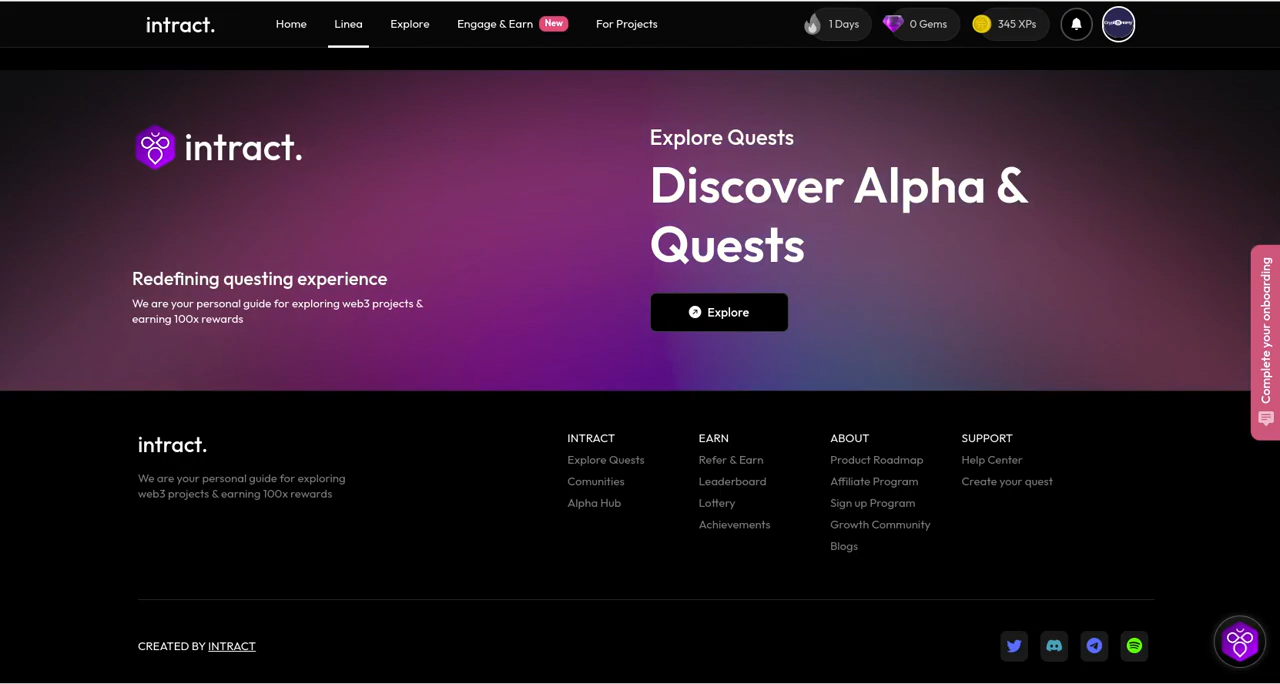 intract.
Home Linea Explore Engage & Earn New For Projects 1 Days 0 Gems 345 XPs
intract.
Redefining questing experience
We are your personal guide for exploring web3 projects &
earning 100x rewards
Explore Quests
Discover Alpha &
Quests
Explore
Complete your onboarding
intract.
We are your personal guide for exploring
web3 projects & earning 100x rewards
INTRACT
Explore Quests
Comunities
Alpha Hub
EARN
Refer & Earn
Leaderboard
Lottery
Achievements
ABOUT
Product Roadmap
Affiliate Program
Sign up Program
Growth Community
Blogs
SUPPORT
Help Center
Create your quest
CREATED BY INTRACT